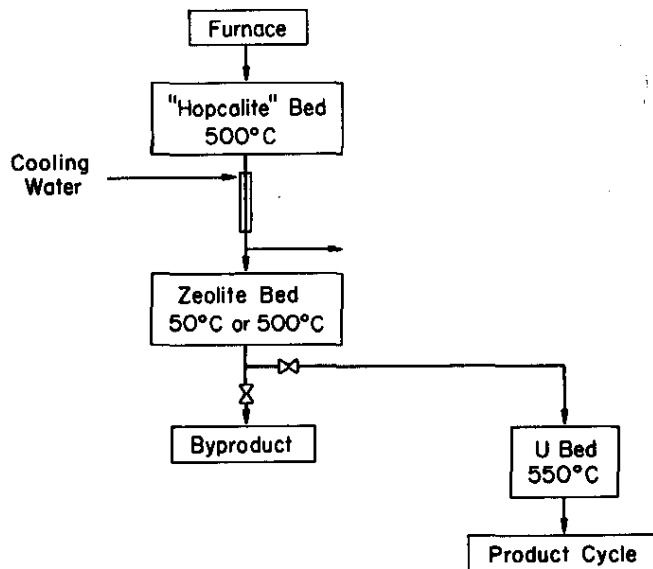 Furnace
"Hopcalite" Bed
500°C
Cooling
Water
Zeolite Bed
50°C or 500°C
Byproduct
U Bed
550°C
Product Cycle